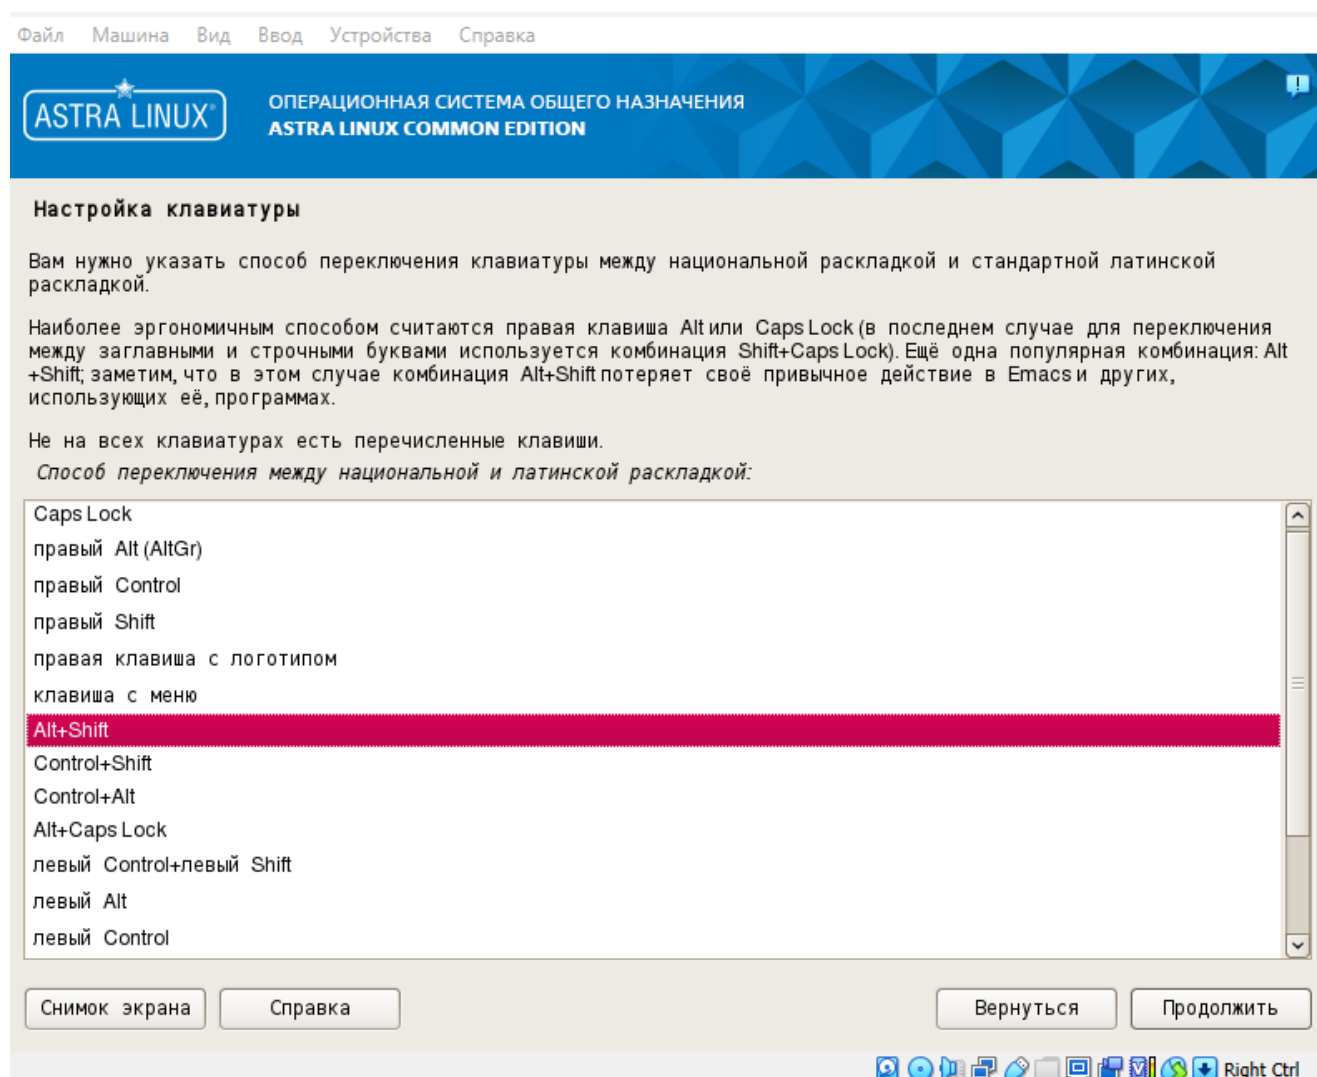 Файл Машина Вид Ввод Устройства Справка
ASTRA LINUX®
ОПЕРАЦИОННАЯ СИСТЕМА ОБЩЕГО НАЗНАЧЕНИЯ
ASTRA LINUX COMMON EDITION
Настройка клавиатуры
Вам нужно указать способ переключения клавиатуры между национальной раскладкой и стандартной латинской
раскладкой.
Наиболее эргономичным способом считаются правая клавиша Alt или Caps Lock (в последнем случае для переключения
между заглавными и строчными буквами используется комбинация Shift+Caps Lock). Ещё одна популярная комбинация: Alt
+Shift; заметим, что в этом случае комбинация Alt+Shift потеряет своё привычное действие в Emacs и других,
использующих её, программах.
Не на всех клавиатурах есть перечисленные клавиши.
Способ переключения между национальной и латинской раскладкой:
Caps Lock
правый Alt (AltGr)
правый Control
правый Shift
правая клавиша с логотипом
клавиша с меню
Alt+Shift
Control+Shift
Control+Alt
Alt+Caps Lock
левый Control+левый Shift
левый Alt
левый Control
Снимок экрана Справка Вернуться Продолжить
Right Ctrl